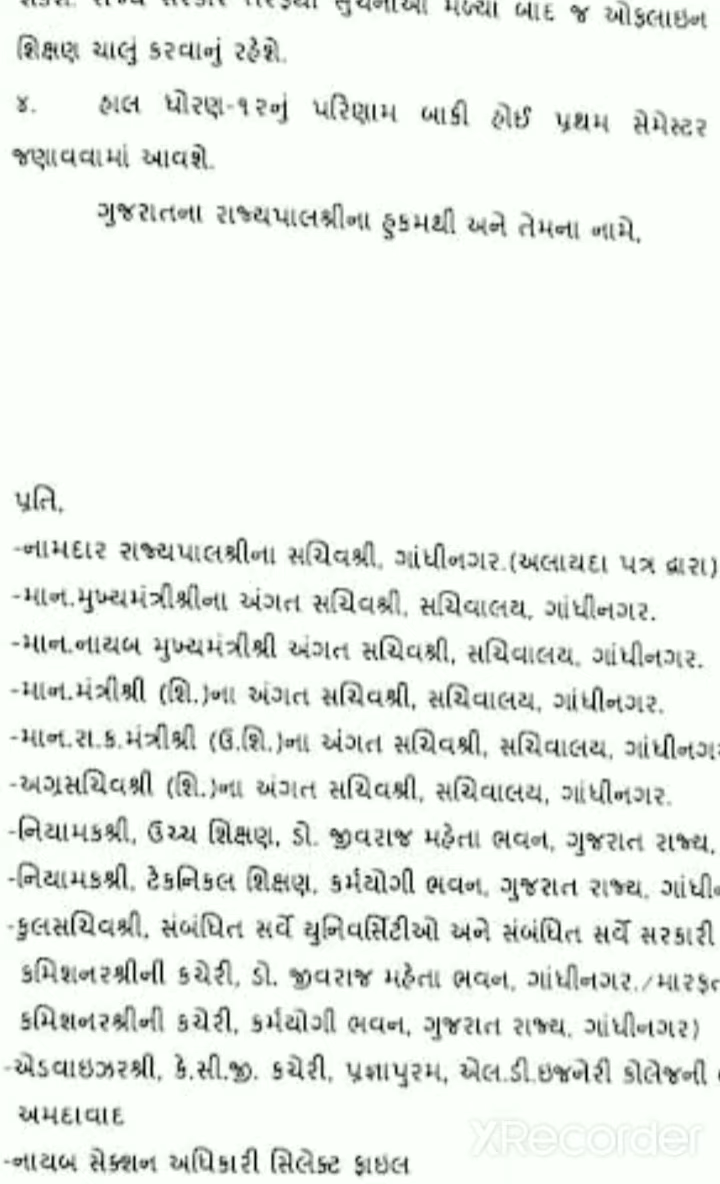 સુચનાઓ મળ્યા બાદ જ ઓફલાઇન
શિક્ષણ ચાલું કરવાનું રહેશે.
૪. હાલ ધોરણ-૧૨નું પરિણામ બાકી હોઈ પ્રથમ સેમેસ્ટર
જણાવવામાં આવશે.
ગુજરાતના રાજ્યપાલશ્રીના હુકમથી અને તેમના નામે,
પ્રતિ,
-નામદાર રાજ્યપાલશ્રીના સચિવશ્રી, ગાંધીનગર.(અલાયદા પત્ર દ્વારા)
-માન.મુખ્યમંત્રીશ્રીના અંગત સચિવશ્રી, સચિવાલય, ગાંધીનગર.
-માન.નાયબ મુખ્યમંત્રીશ્રી અંગત સચિવશ્રી, સચિવાલય, ગાંધીનગર.
-માન.મંત્રીશ્રી (શિ.)ના અંગત સચિવશ્રી, સચિવાલય, ગાંધીનગર.
-માન.રા.ક.મંત્રીશ્રી (ઉ.શિ.)ના અંગત સચિવશ્રી, સચિવાલય, ગાંધીનગર
-અગ્રસચિવશ્રી (શિ.)ના અંગત સચિવશ્રી, સચિવાલય, ગાંધીનગર.
-નિયામકશ્રી, ઉચ્ચ શિક્ષણ, ડો. જીવરાજ મહેતા ભવન, ગુજરાત રાજ્ય,
-નિયામકશ્રી, ટેકનિકલ શિક્ષણ, કર્મયોગી ભવન, ગુજરાત રાજ્ય, ગાંધી
-કુલસચિવશ્રી, સંબંધિત સર્વે યુનિવર્સિટીઓ અને સંબંધિત સર્વે સરકારી
કમિશનરશ્રીની કચેરી, ડો. જીવરાજ મહેતા ભવન, ગાંધીનગર./મારફત
કમિશનરશ્રીની કચેરી, કર્મયોગી ભવન, ગુજરાત રાજ્ય, ગાંધીનગર)
-એડવાઇઝરશ્રી, કે.સી.જી. કચેરી, પ્રજ્ઞાપુરમ, એલ.ડી.ઇજનેરી કોલેજની
અમદાવાદ
-નાયબ સેક્શન અધિકારી સિલેક્ટ ફાઇલ
XRecorder